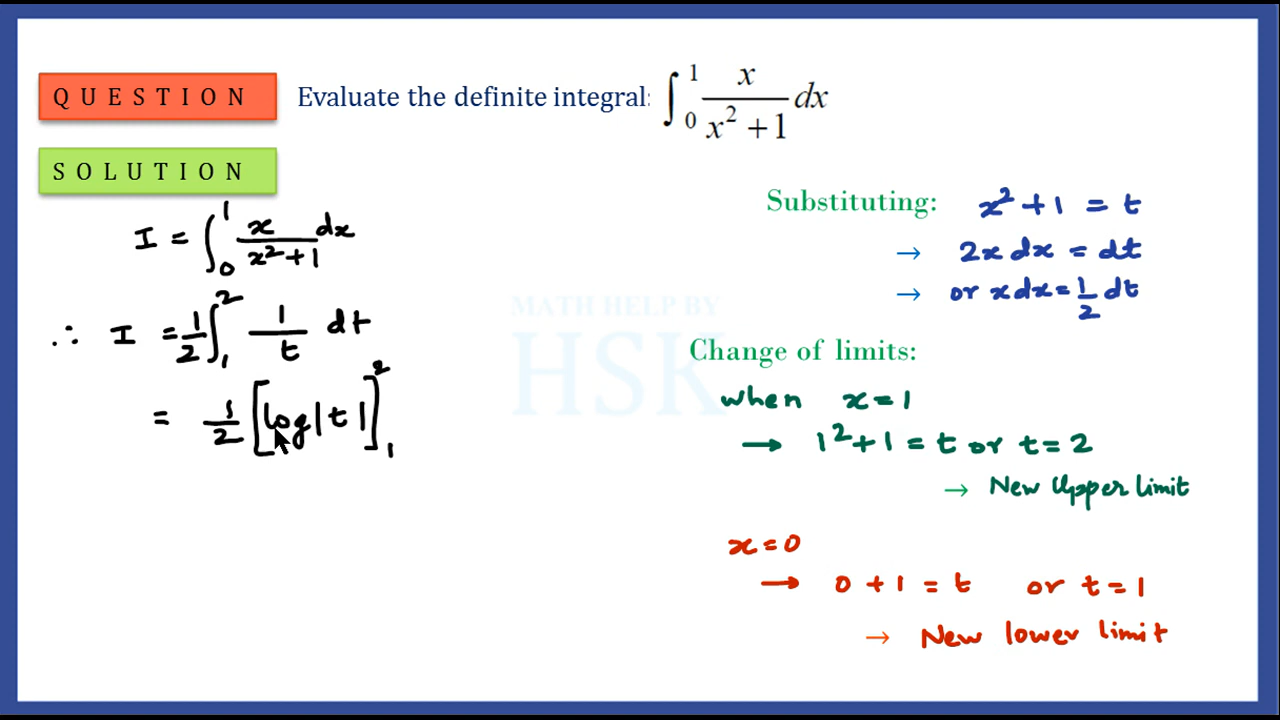 QUESTION
Evaluate the definite integral: ∫₀¹ x/(x² + 1) dx
SOLUTION
I = ∫₀¹ x/(x² + 1) dx
∴ I = 1/2 ∫₁² 1/t dt
= 1/2 [log|t|]₁²
Substituting: x² + 1 = t
→ 2x dx = dt
→ or x dx = 1/2 dt
MATH HELP BY
HSK
Change of limits:
when x = 1
→ 1² + 1 = t or t = 2
→ New Upper limit
x = 0
→ 0 + 1 = t or t = 1
→ New lower limit